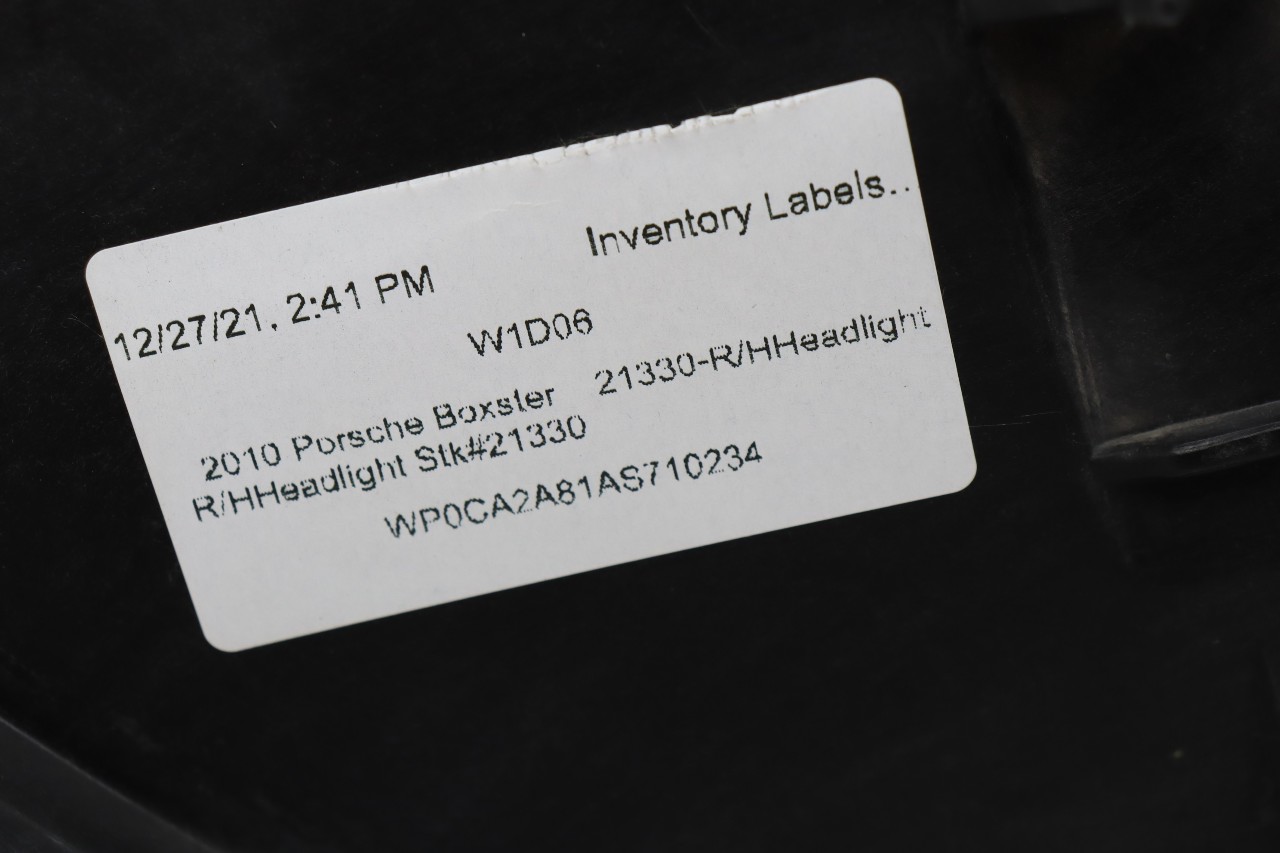 Inventory Labels..
12/27/21, 2:41 PM
W1D06
21330-R/HHeadlight
2010 Porsche Boxster
R/HHeadlight Stk#21330
WP0CA2A81AS710234